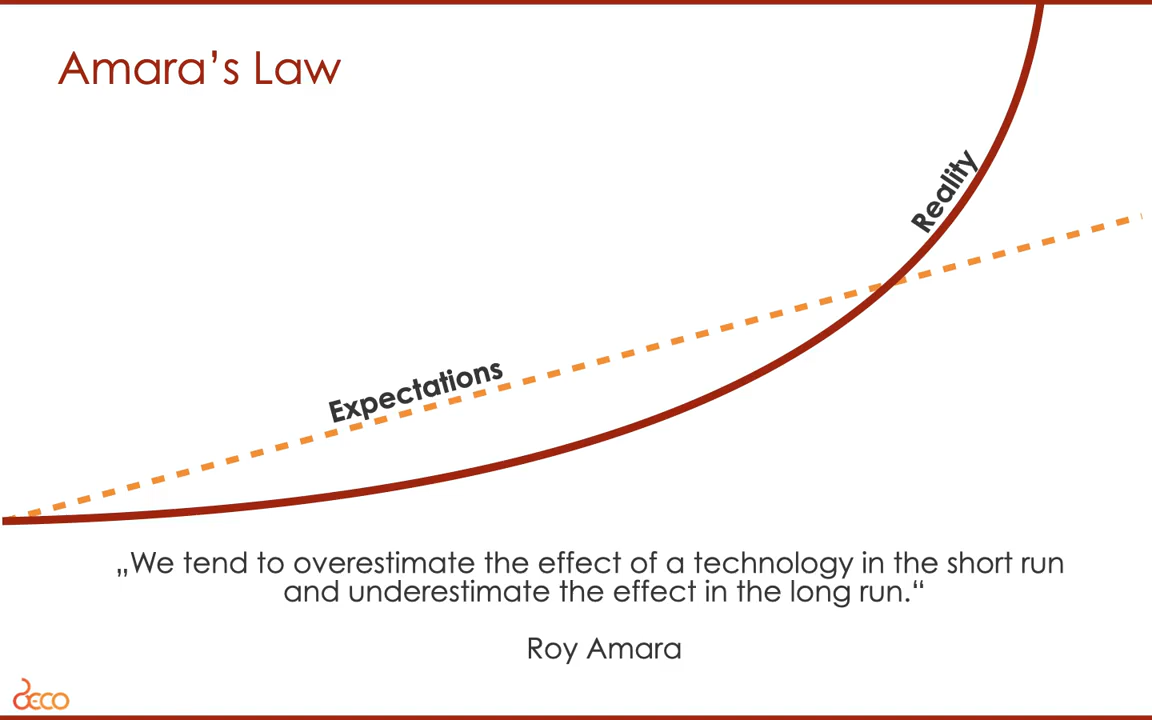 Amara’s Law
Reality
Expectations
„We tend to overestimate the effect of a technology in the short run
and underestimate the effect in the long run.“
Roy Amara
deco